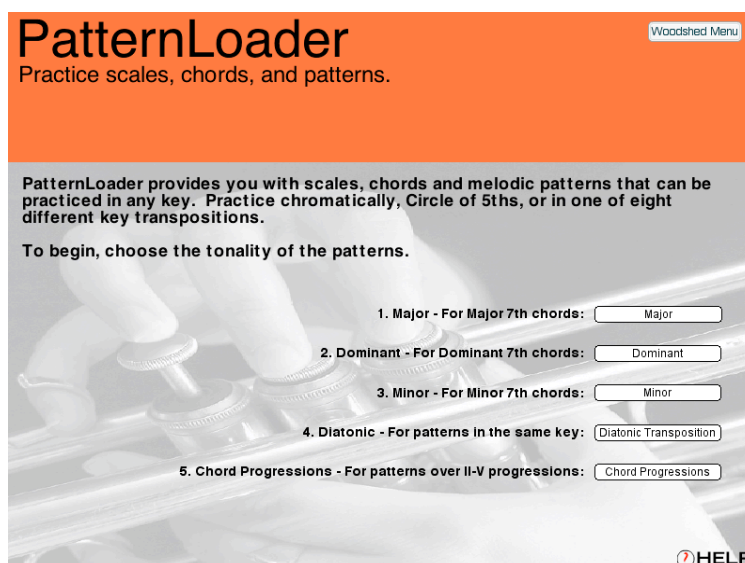 PatternLoader
Woodshed Menu
Practice scales, chords, and patterns.
PatternLoader provides you with scales, chords and melodic patterns that can be
practiced in any key. Practice chromatically, Circle of 5ths, or in one of eight
different key transpositions.
To begin, choose the tonality of the patterns.
1. Major - For Major 7th chords: Major
2. Dominant - For Dominant 7th chords: Dominant
3. Minor - For Minor 7th chords: Minor
4. Diatonic - For patterns in the same key: Diatonic Transposition
5. Chord Progressions - For patterns over II-V progressions: Chord Progressions
? HELP